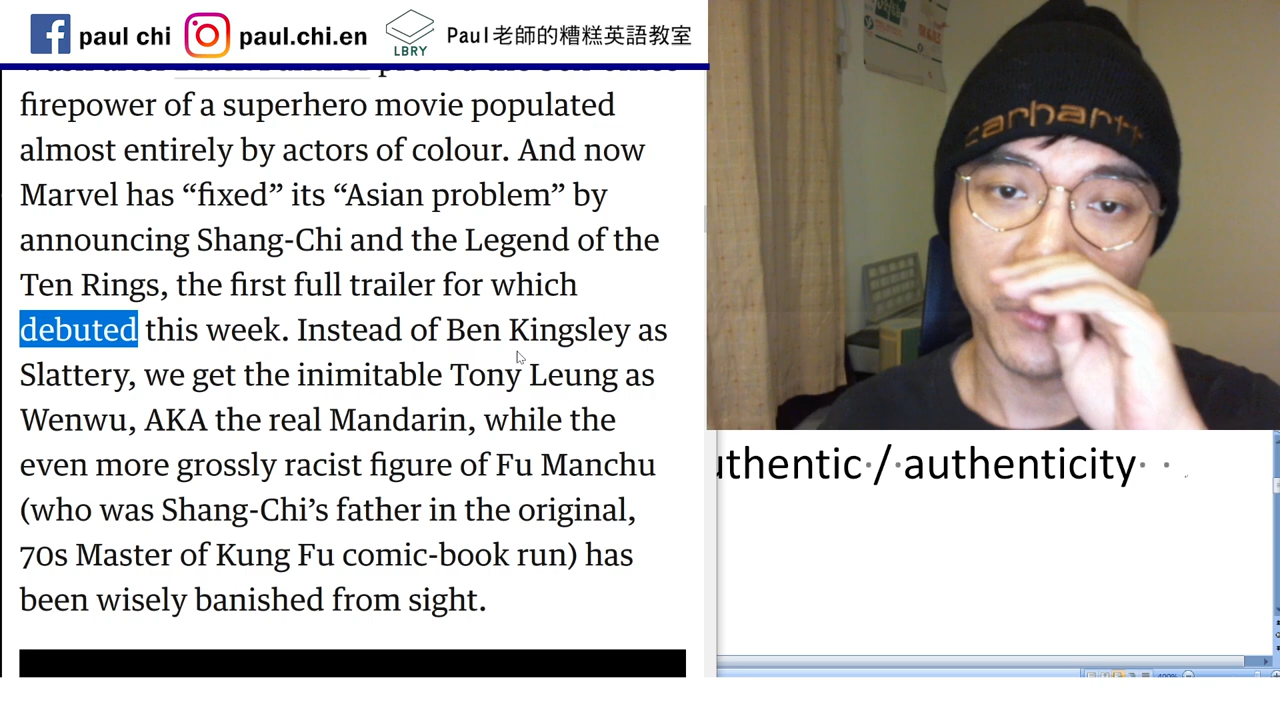 paul chi
paul.chi.en
LBRY
Paul老師的糟糕英語教室
firepower of a superhero movie populated
almost entirely by actors of colour. And now
Marvel has “fixed” its “Asian problem” by
announcing Shang-Chi and the Legend of the
Ten Rings, the first full trailer for which
debuted this week. Instead of Ben Kingsley as
Slattery, we get the inimitable Tony Leung as
Wenwu, AKA the real Mandarin, while the
even more grossly racist figure of Fu Manchu
(who was Shang-Chi’s father in the original,
70s Master of Kung Fu comic-book run) has
been wisely banished from sight.
carhartt
uthentic / authenticity